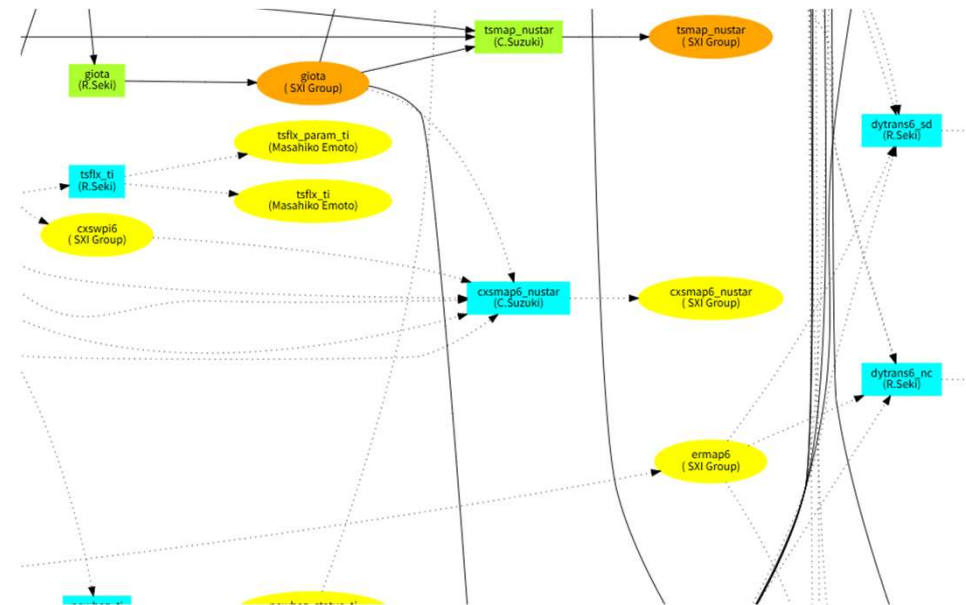 tsmap_nustar
(C.Suzuki)
tsmap_nustar
( SXI Group)
giota
(R.Seki)
giota
( SXI Group)
dytrans6_sd
(R.Seki)
tsflx_param_ti
(Masahiko Emoto)
tsflx_ti
(R.Seki)
tsflx_ti
(Masahiko Emoto)
cxswpi6
( SXI Group)
cxsmap6_nustar
(C.Suzuki)
cxsmap6_nustar
( SXI Group)
dytrans6_nc
(R.Seki)
ermap6
( SXI Group)